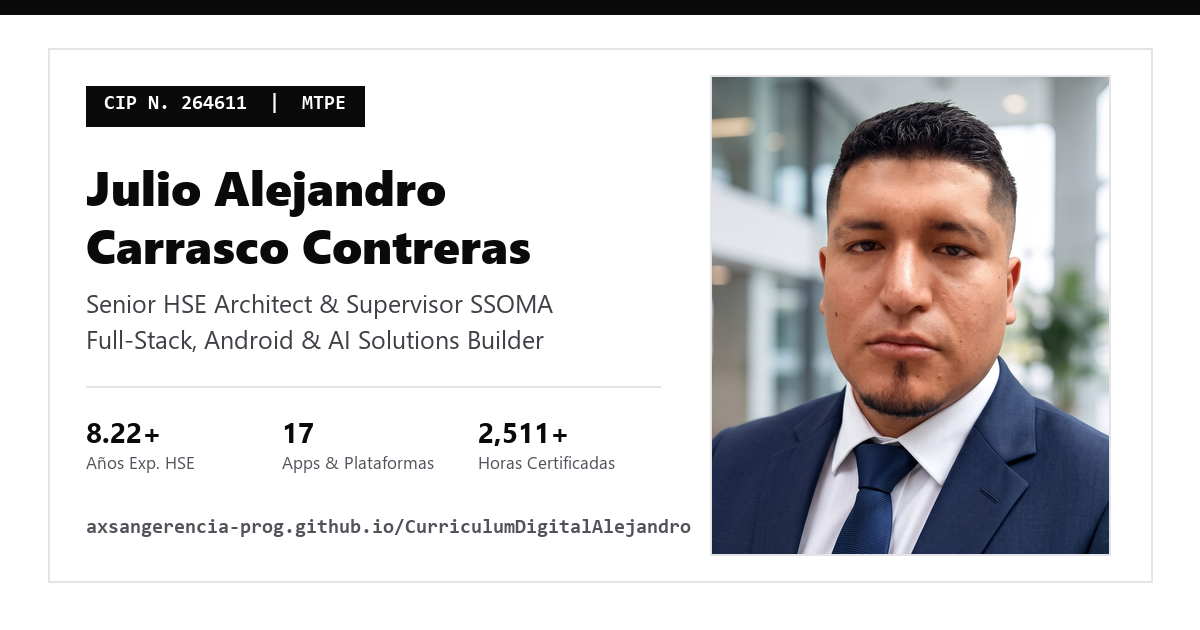 CIP N. 264611 | MTPE
Julio Alejandro
Carrasco Contreras
Senior HSE Architect & Supervisor SSOMA
Full-Stack, Android & AI Solutions Builder
8.22+ 17 2,511+
Años Exp. HSE Apps & Plataformas Horas Certificadas
axsangerencia-prog.github.io/CurriculumDigitalAlejandro